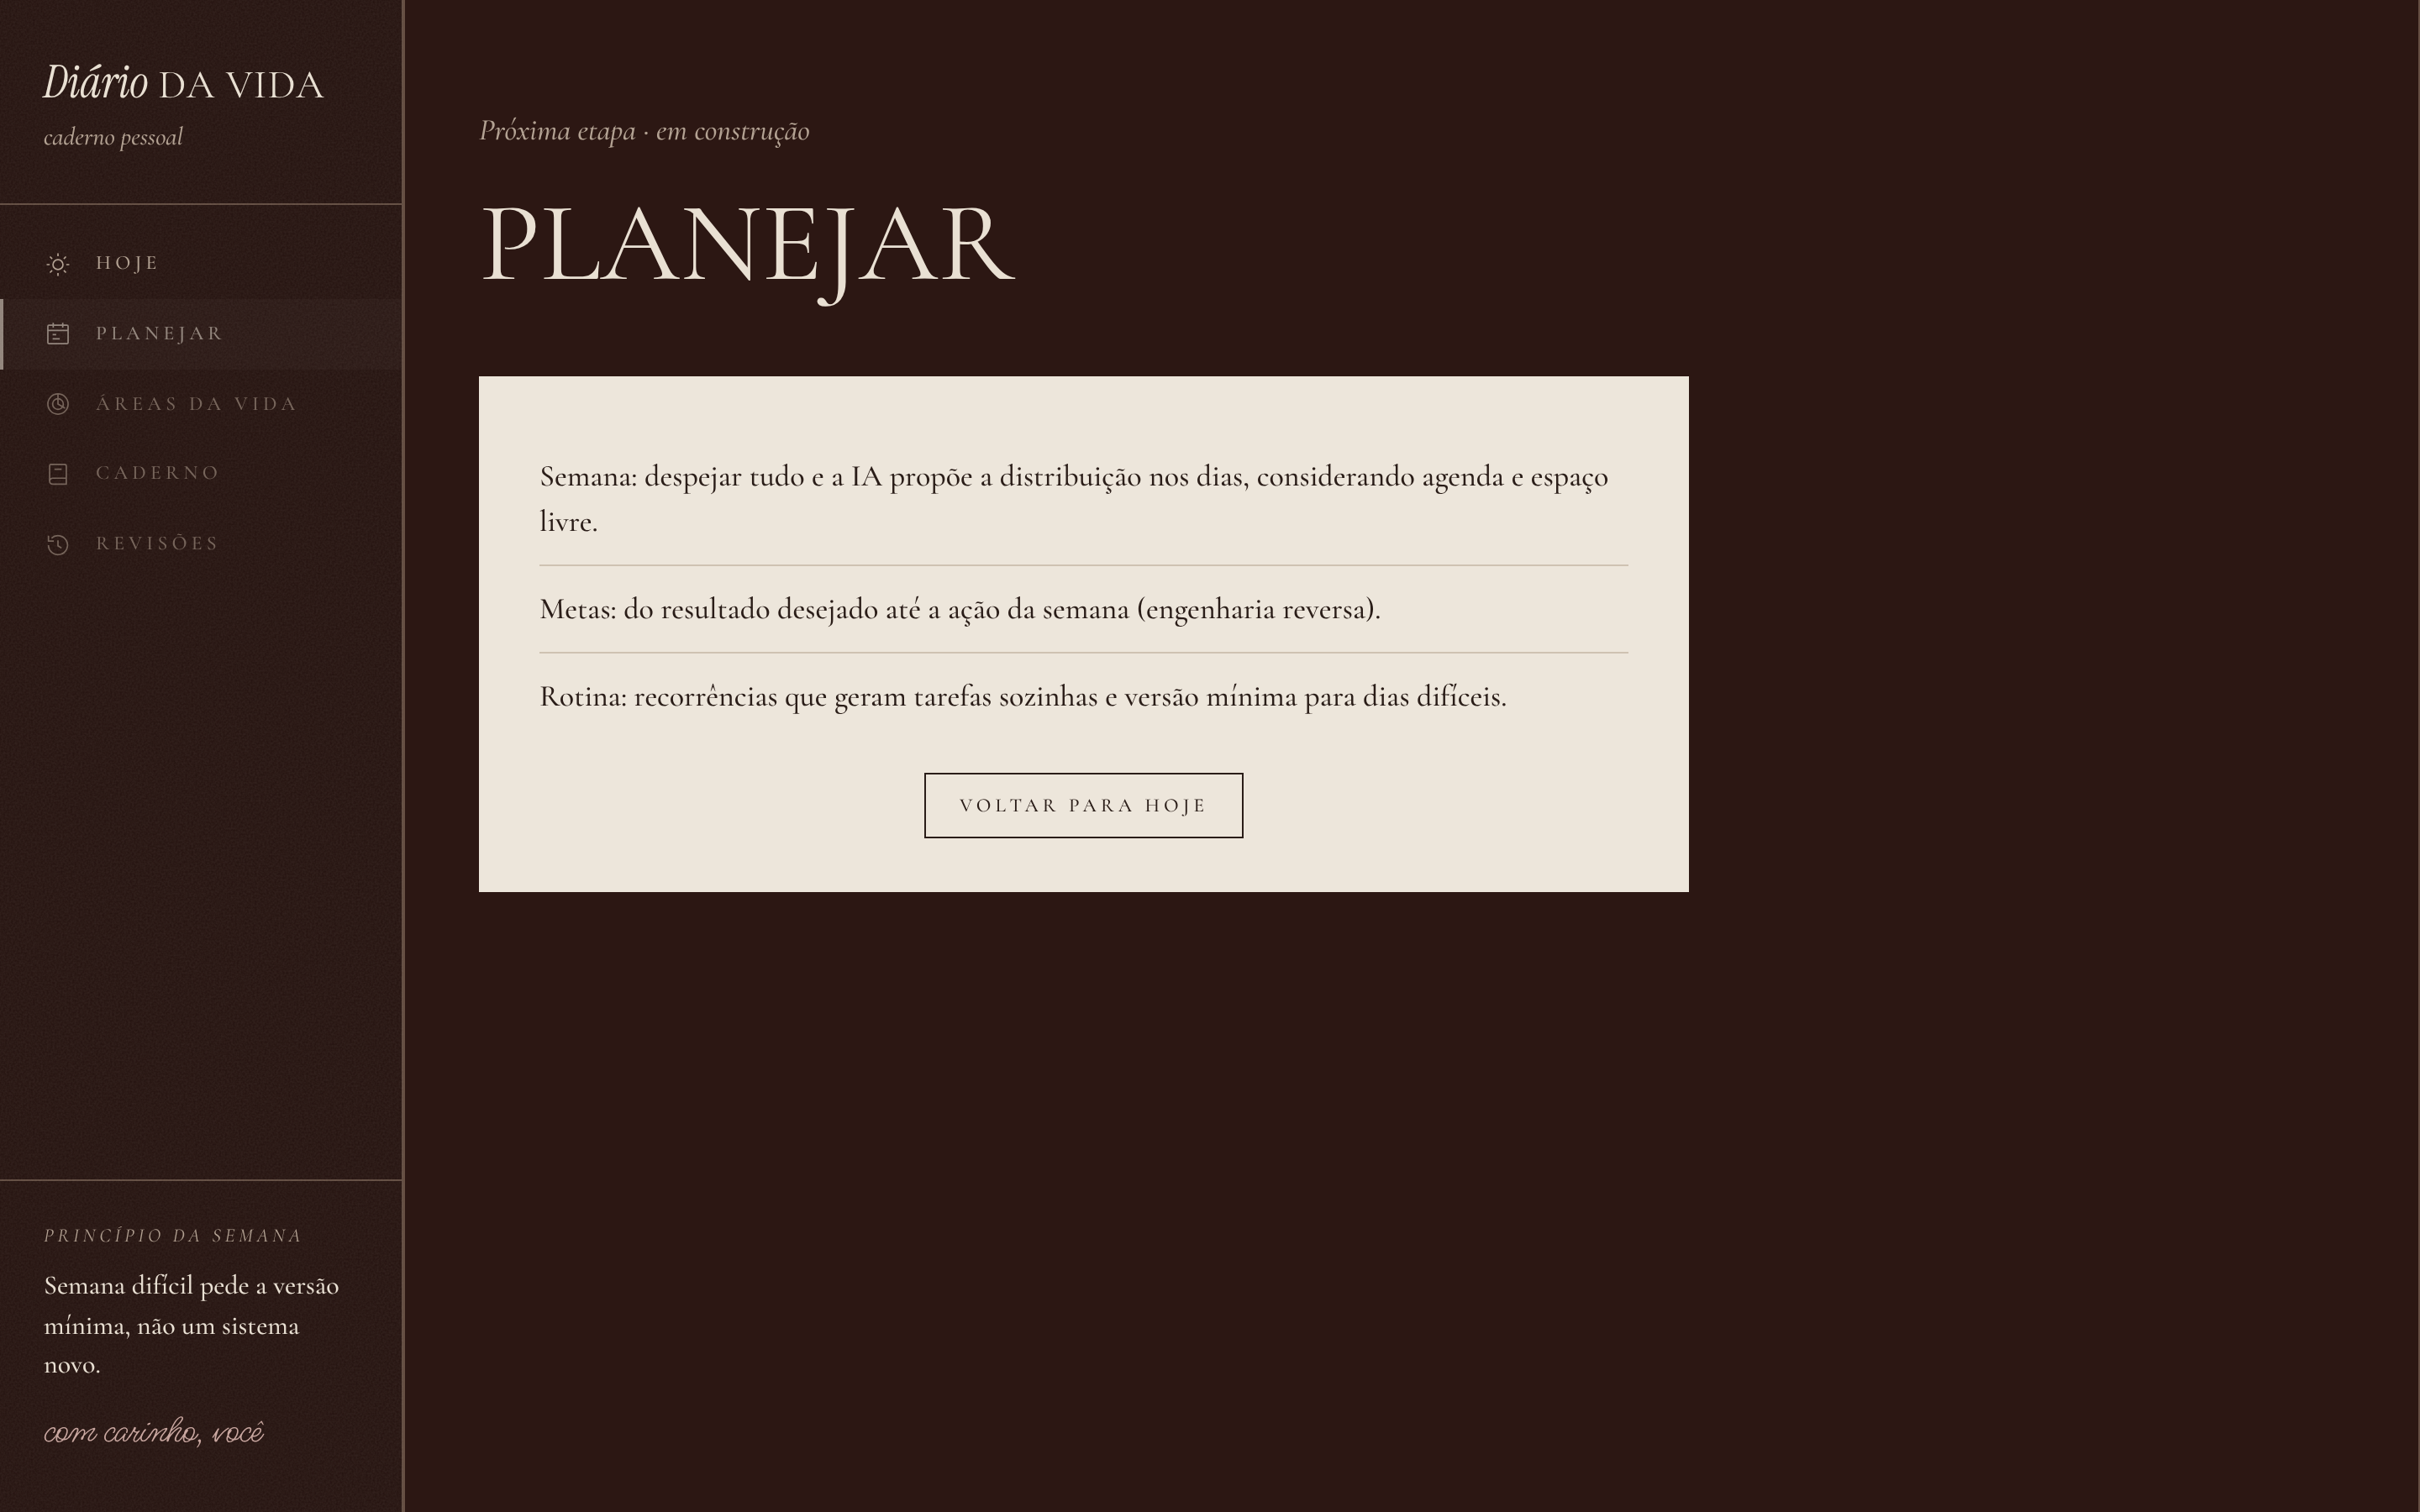 Diário DA VIDA
caderno pessoal
HOJE
PLANEJAR
ÁREAS DA VIDA
CADERNO
REVISÕES
PRINCÍPIO DA SEMANA
Semana difícil pede a versão
mínima, não um sistema
novo.
com carinho, você
Próxima etapa · em construção
PLANEJAR
Semana: despejar tudo e a IA propõe a distribuição nos dias, considerando agenda e espaço
livre.
Metas: do resultado desejado até a ação da semana (engenharia reversa).
Rotina: recorrências que geram tarefas sozinhas e versão mínima para dias difíceis.
VOLTAR PARA HOJE